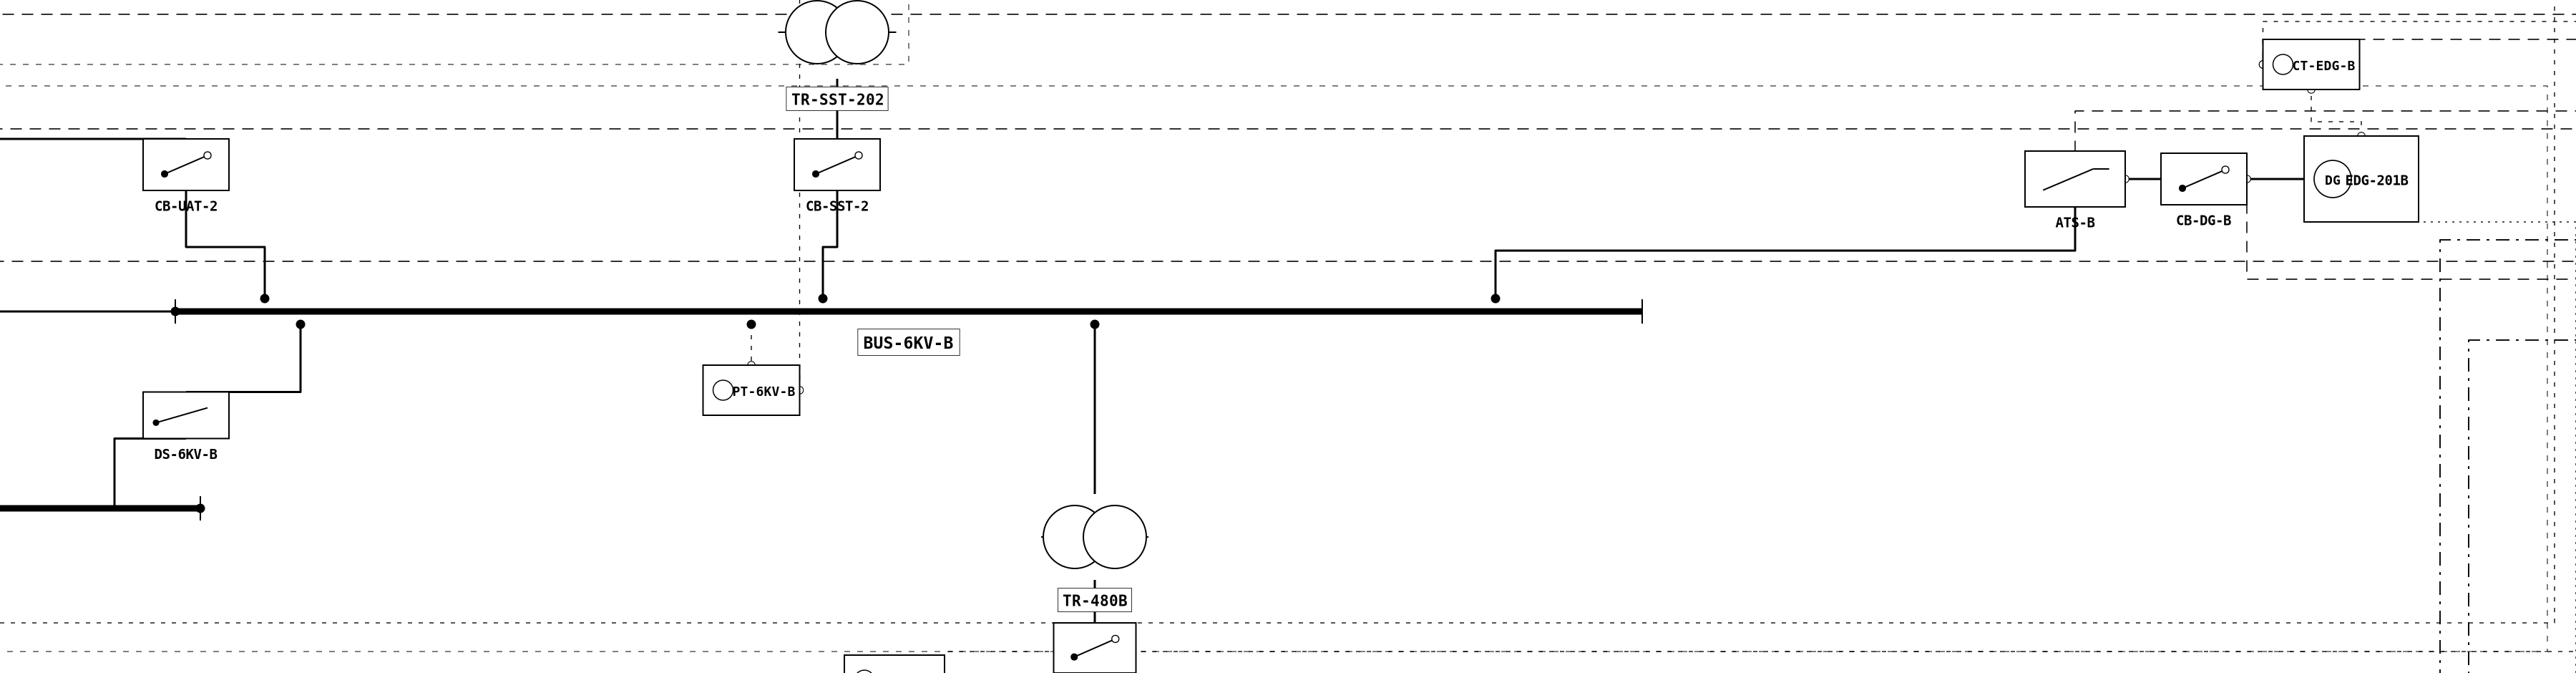 CT-EDG-B
TR-SST-202
CB-UAT-2
CB-SST-2
DG EDG-201B
ATS-B
CB-DG-B
BUS-6KV-B
PT-6KV-B
DS-6KV-B
TR-480B